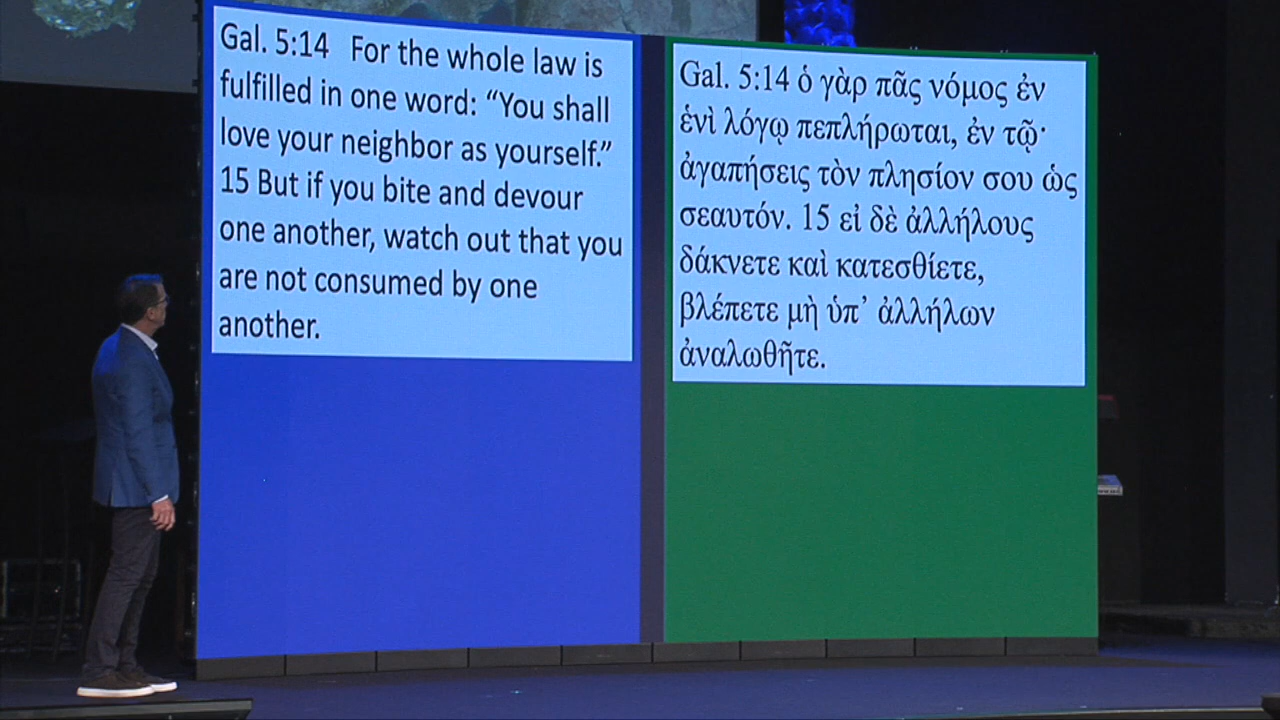 Gal. 5:14 For the whole law is
fulfilled in one word: “You shall
love your neighbor as yourself.”
15 But if you bite and devour
one another, watch out that you
are not consumed by one
another.
Gal. 5:14 ὁ γὰρ πᾶς νόμος ἐν
ἑνὶ λόγῳ πεπλήρωται, ἐν τῷ·
ἀγαπήσεις τὸν πλησίον σου ὡς
σεαυτόν. 15 εἰ δὲ ἀλλήλους
δάκνετε καὶ κατεσθίετε,
βλέπετε μὴ ὑπ’ ἀλλήλων
ἀναλωθῆτε.